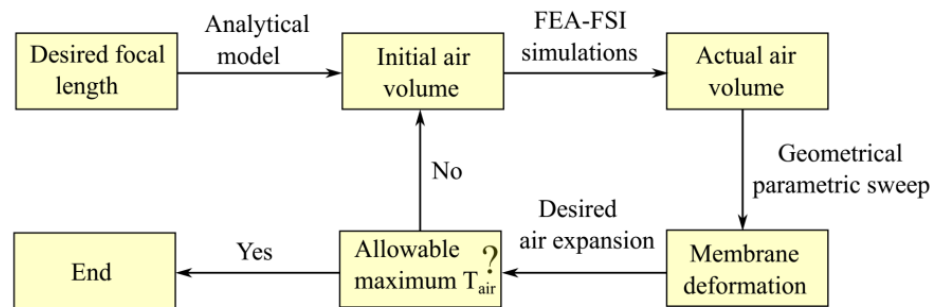 Desired focal
length
Analytical
model
Initial air
volume
FEA-FSI
simulations
Actual air
volume
Geometrical
parametric sweep
No
Desired
air expansion
Membrane
deformation
Allowable
maximum T_air ?
Yes
End